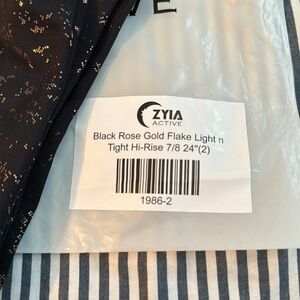 ZYIA
ACTIVE
Black Rose Gold Flake Light n
Tight Hi-Rise 7/8 24"(2)
1986-2